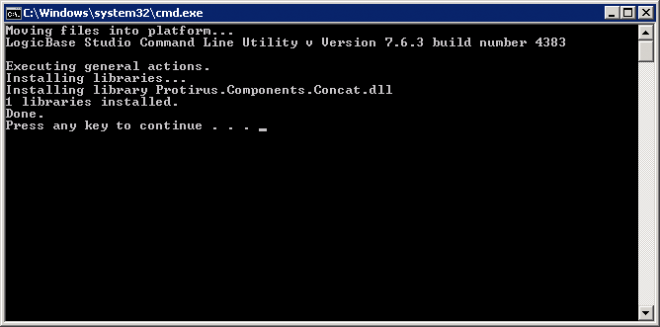 C:\Windows\system32\cmd.exe
Moving files into platform...
LogicBase Studio Command Line Utility v Version 7.6.3 build number 4383
Executing general actions.
Installing libraries...
Installing library Protirus.Components.Concat.dll
1 libraries installed.
Done.
Press any key to continue . . . _